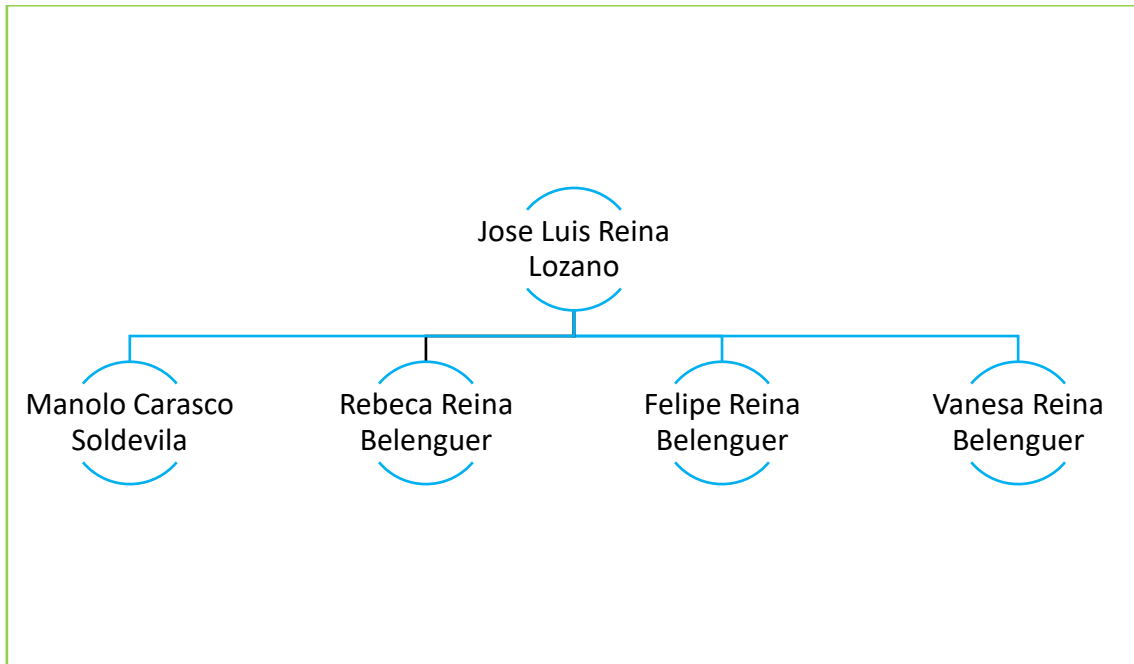 Jose Luis Reina
Lozano
Manolo Carasco
Soldevila
Rebeca Reina
Belenguer
Felipe Reina
Belenguer
Vanesa Reina
Belenguer